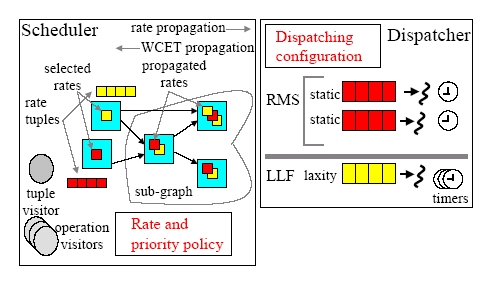 Scheduler
rate propagation
WCET propagation
selected
rates
propagated
rates
rate
tuples
sub-graph
tuple
visitor
operation
visitors
Rate and
priority policy
Dispatching
configuration
Dispatcher
RMS
static
static
LLF
laxity
timers